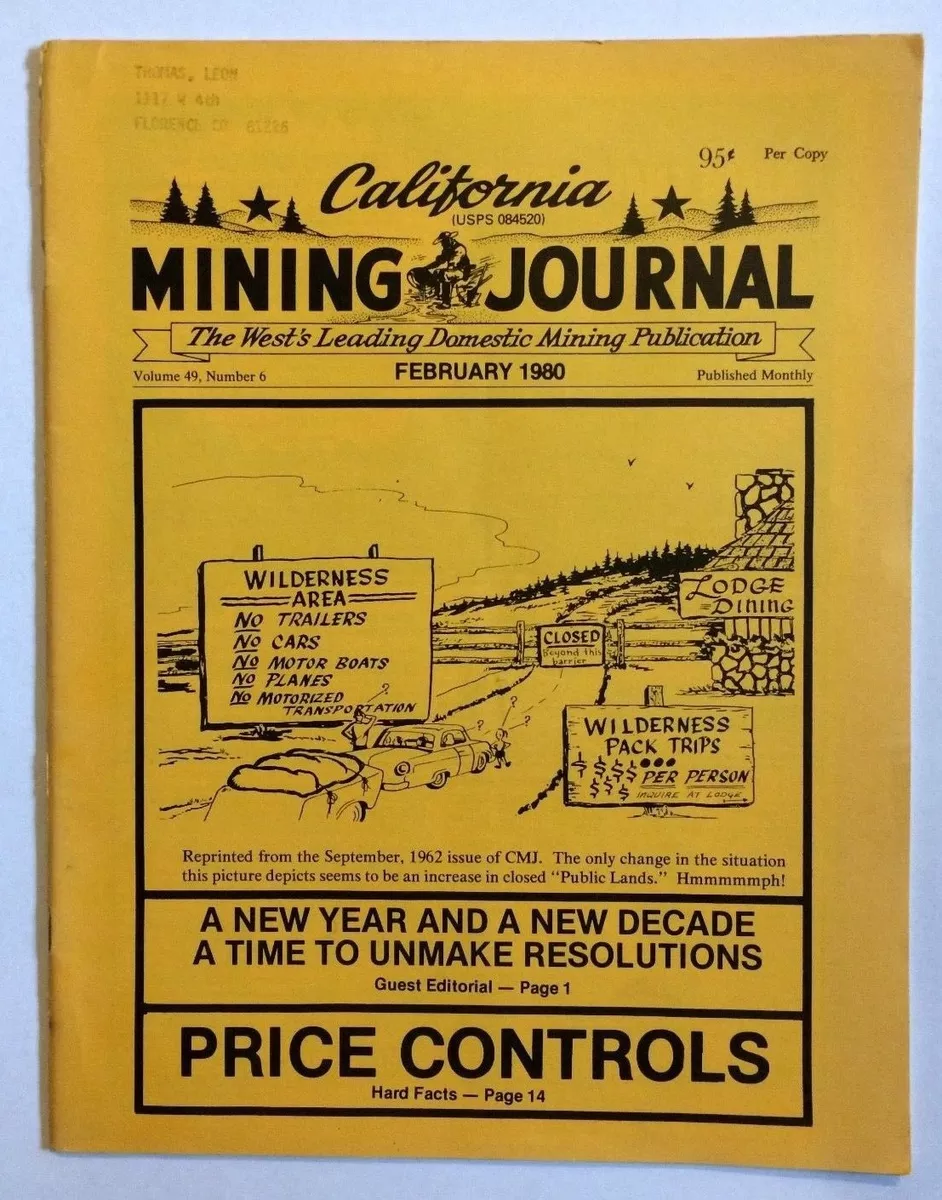 THOMAS, LEON
1317 W 4th
FLORENCE CO 81226
95¢ Per Copy
California
(USPS 084520)
MINING JOURNAL
The West's Leading Domestic Mining Publication
Volume 49, Number 6
FEBRUARY 1980
Published Monthly
WILDERNESS
AREA
NO TRAILERS
NO CARS
NO MOTOR BOATS
NO PLANES
NO MOTORIZED
TRANSPORTATION
?
? ? ?
CLOSED
Beyond this
barrier
LODGE
DINING
WILDERNESS
PACK TRIPS
$ $$$$●●●
$$$ PER PERSON
INQUIRE AT LODGE
Reprinted from the September, 1962 issue of CMJ. The only change in the situation
this picture depicts seems to be an increase in closed "Public Lands." Hmmmmmph!
A NEW YEAR AND A NEW DECADE
A TIME TO UNMAKE RESOLUTIONS
Guest Editorial — Page 1
PRICE CONTROLS
Hard Facts — Page 14